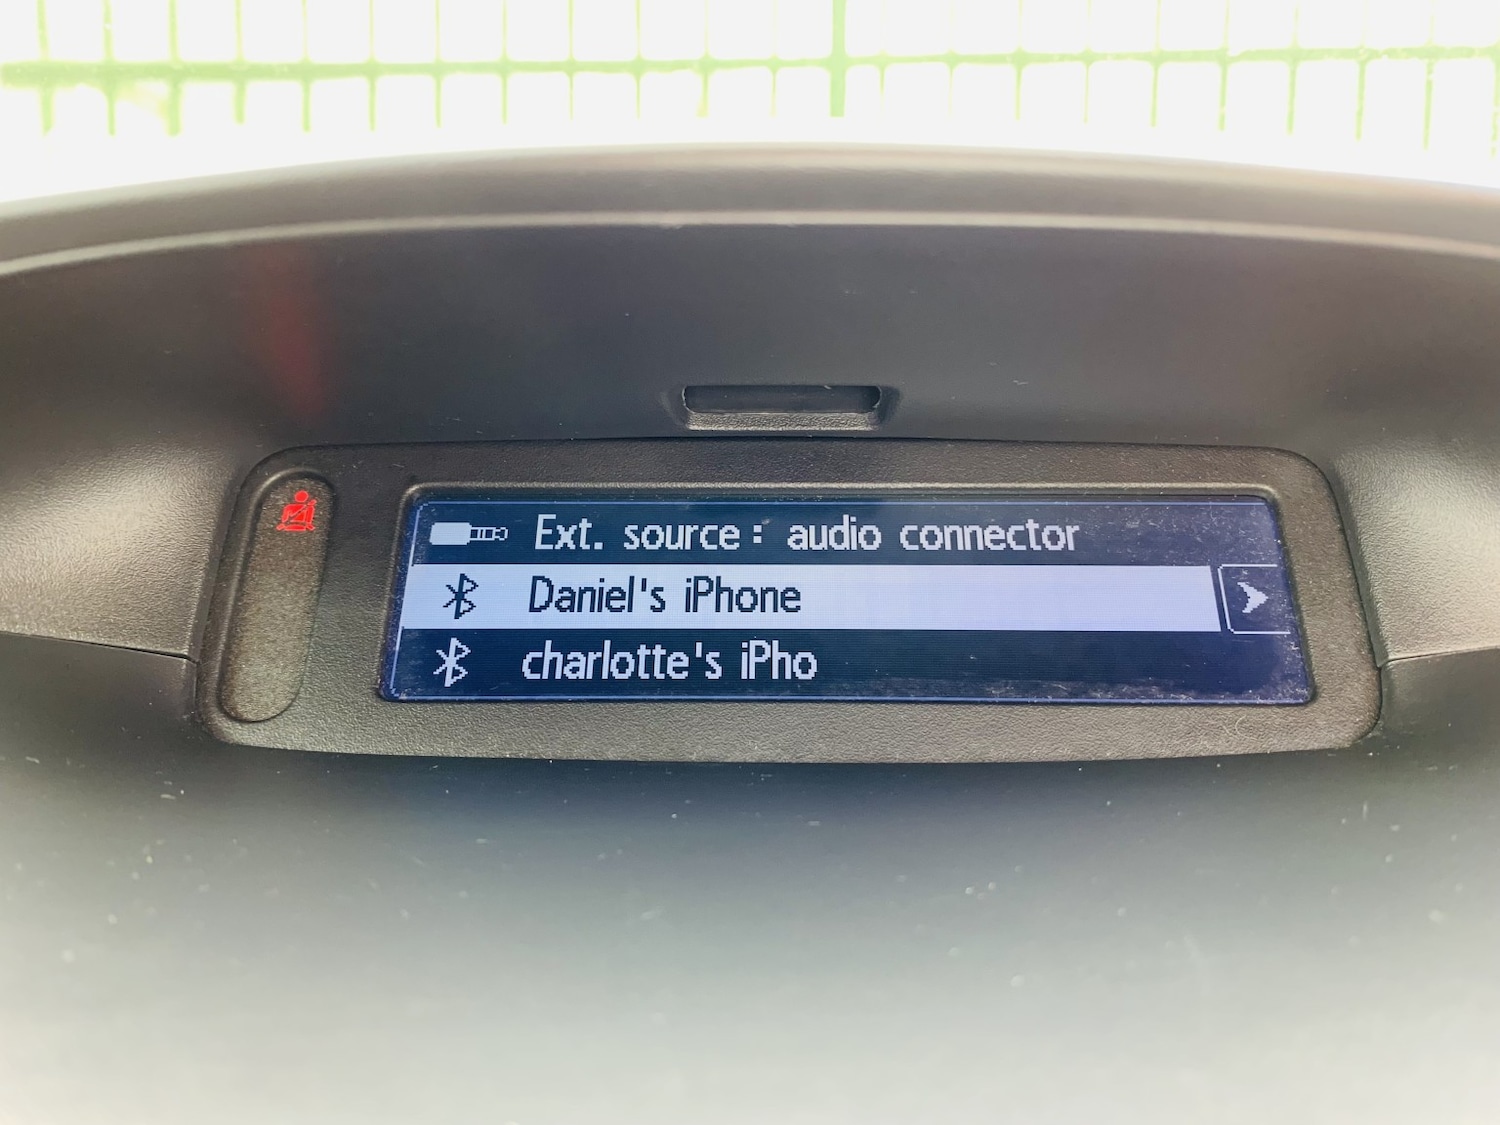 Ext. source: audio connector
Daniel's iPhone
charlotte's iPho